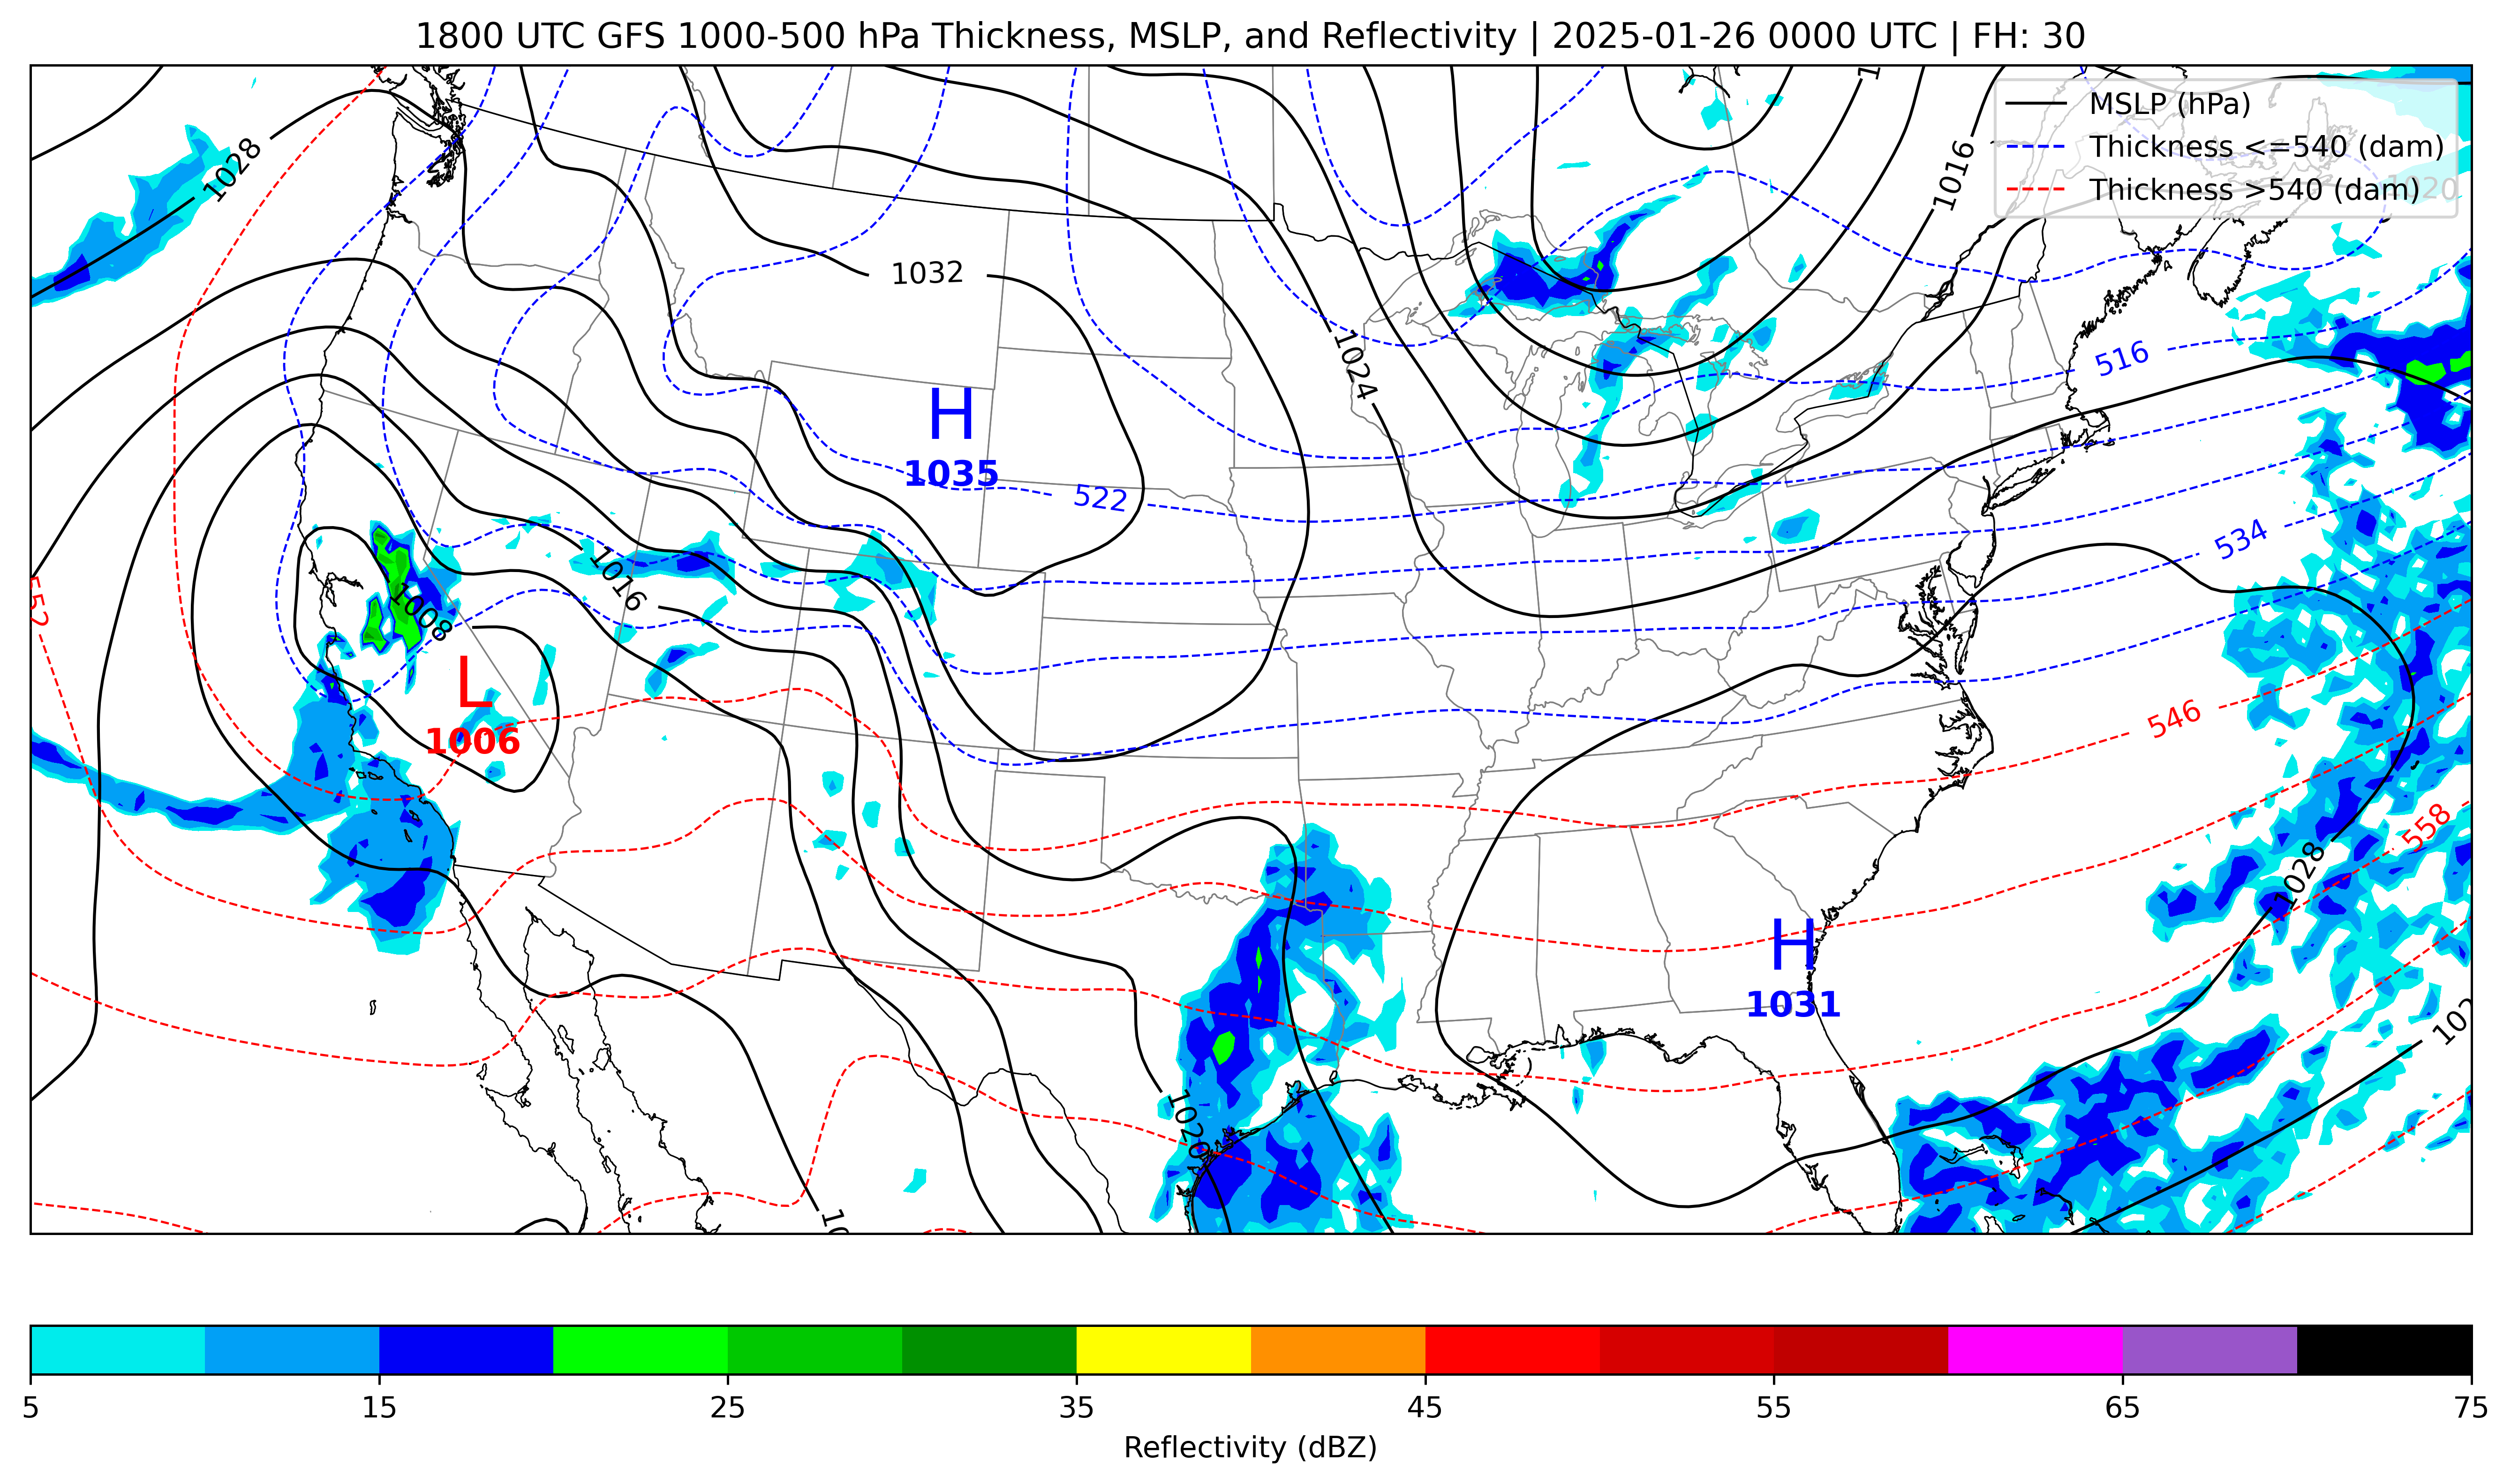 1800 UTC GFS 1000-500 hPa Thickness, MSLP, and Reflectivity | 2025-01-26 0000 UTC | FH: 30
MSLP (hPa)
Thickness <=540 (dam)
Thickness >540 (dam)
1028
1016
1020
1032
1024
516
H
1035
522
534
1016
1008
L
1006
546
558
1028
H
1031
1020
5 15 25 35 45 55 65 75
Reflectivity (dBZ)